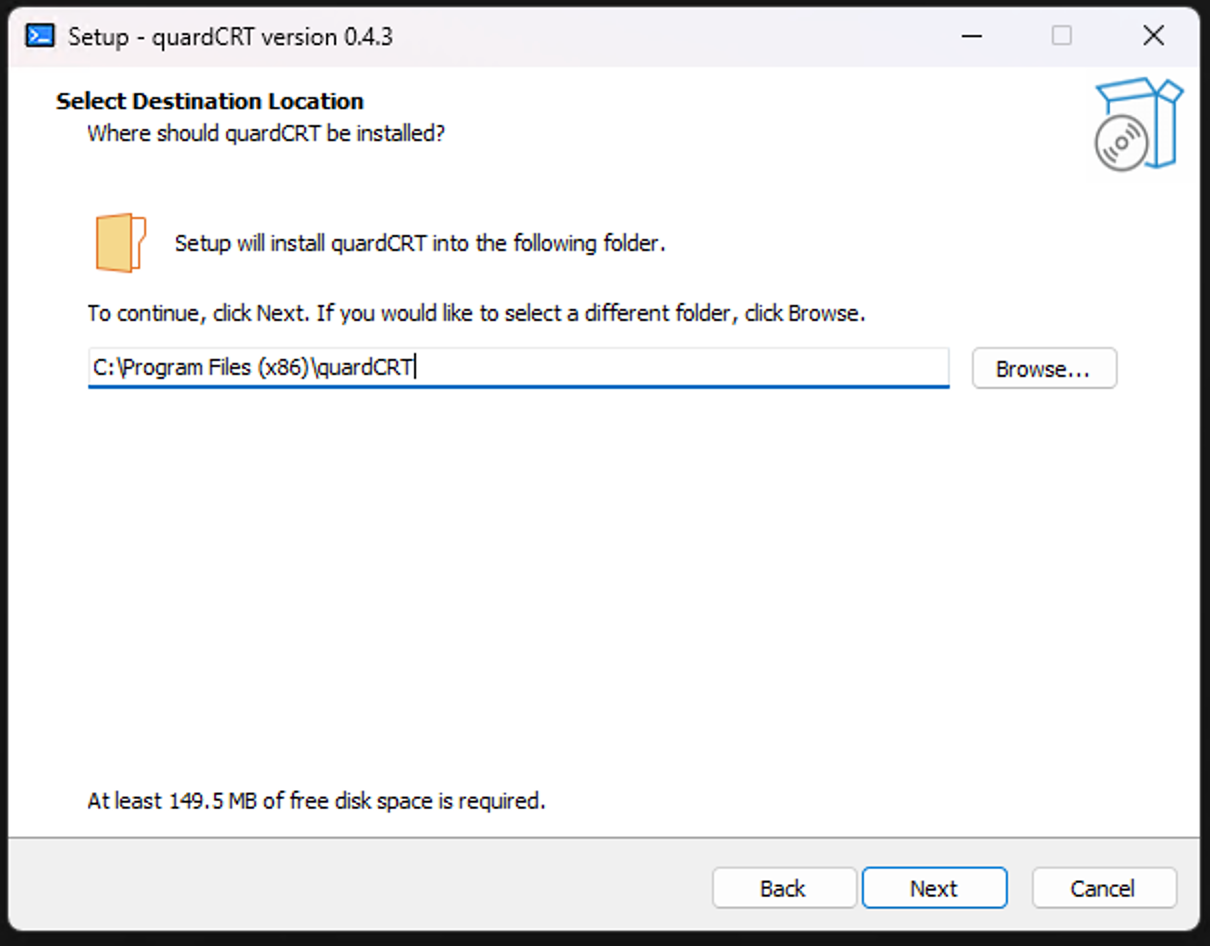 Setup - quardCRT version 0.4.3
Select Destination Location
Where should quardCRT be installed?
Setup will install quardCRT into the following folder.
To continue, click Next. If you would like to select a different folder, click Browse.
C:\Program Files (x86)\quardCRT
Browse...
At least 149.5 MB of free disk space is required.
Back
Next
Cancel